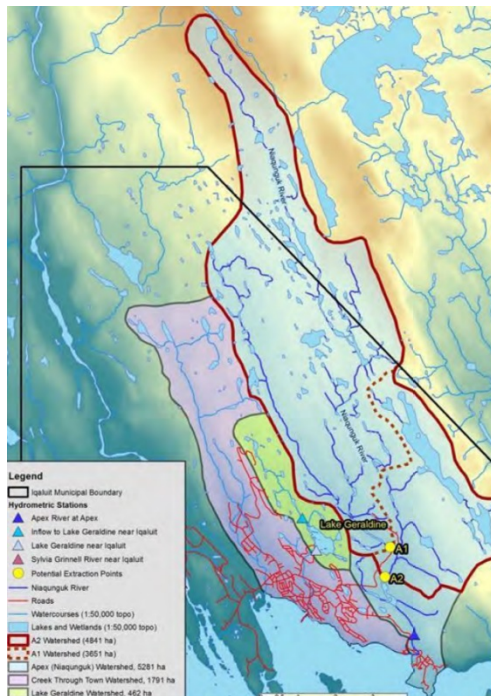 Niaqunguk River
Niaqunguk River
Lake Geraldine
A1
A2
Legend
Iqaluit Municipal Boundary
Hydrometric Stations
Apex River at Apex
Inflow to Lake Geraldine near Iqaluit
Lake Geraldine near Iqaluit
Sylvia Grinnell River near Iqaluit
Potential Extraction Points
Niaqunguk River
Roads
Watercourses (1:50,000 topo)
Lakes and Wetlands (1:50,000 topo)
A2 Watershed (4841 ha)
A1 Watershed (3651 ha)
Apex (Niaqunguk) Watershed, 5281 ha
Creek Through Town Watershed, 1791 ha
Lake Geraldine Watershed, 462 ha